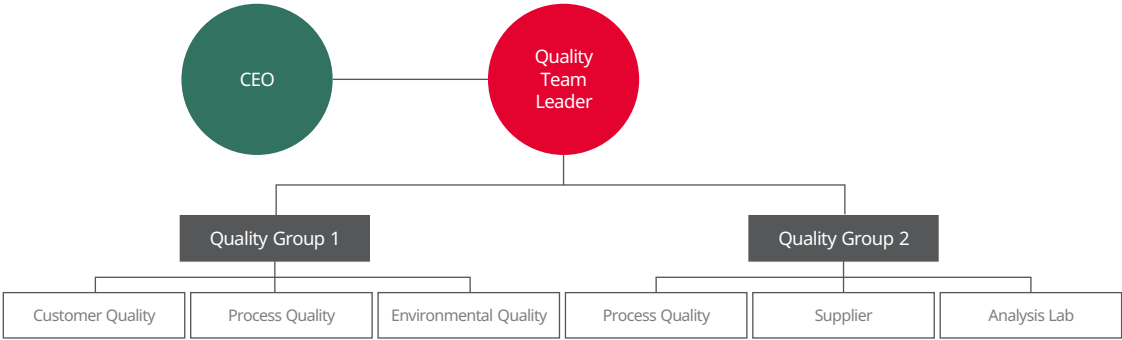 CEO
Quality
Team
Leader
Quality Group 1
Quality Group 2
Customer Quality
Process Quality
Environmental Quality
Process Quality
Supplier
Analysis Lab